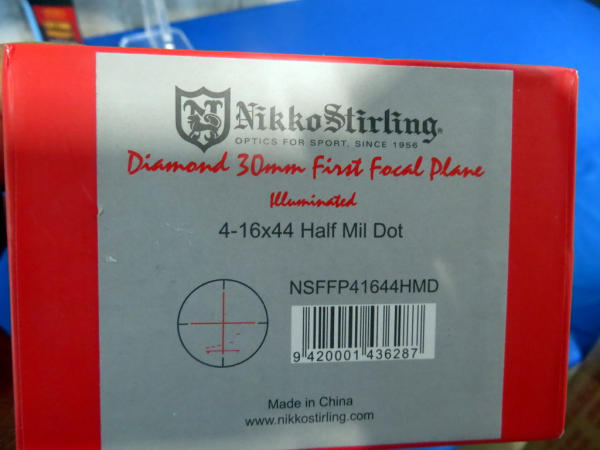 NikkoStirling®
OPTICS FOR SPORT. SINCE 1956
Diamond 30mm First Focal Plane
Illuminated
4-16x44 Half Mil Dot
NSFFP41644HMD
9 420001 436287
Made in China
www.nikkostirling.com